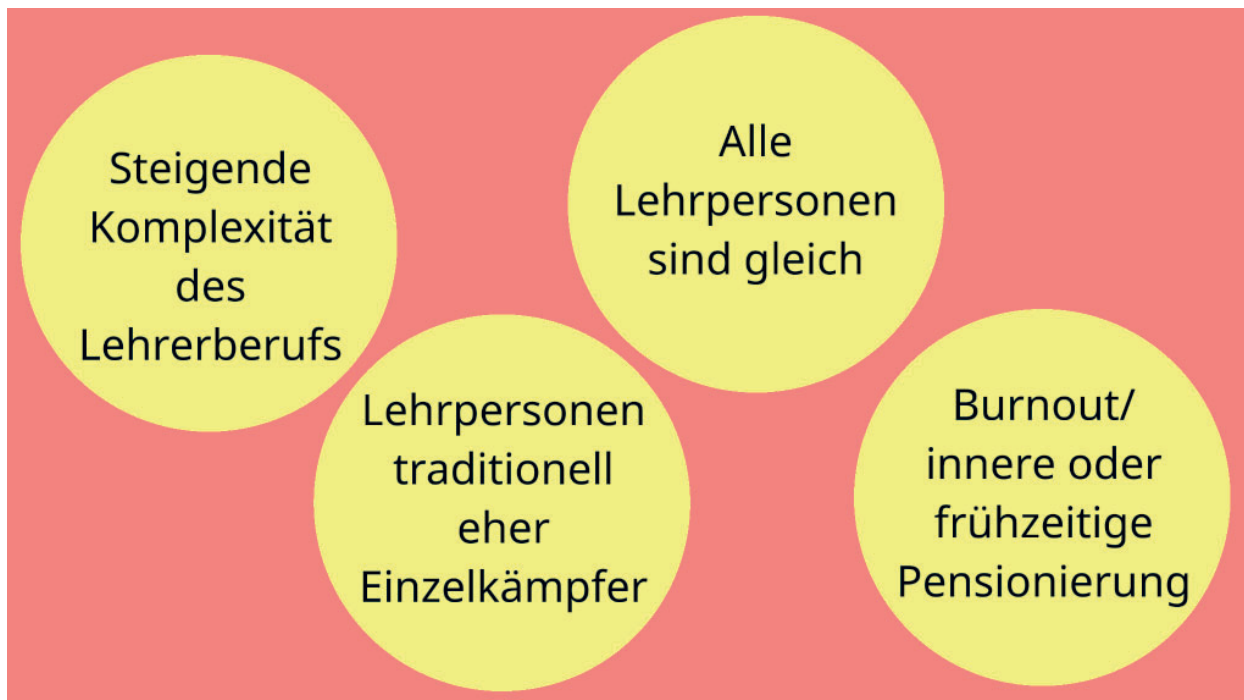 Steigende
Komplexität
des
Lehrerberufs
Lehrpersonen
traditionell
eher
Einzelkämpfer
Alle
Lehrpersonen
sind gleich
Burnout/
innere oder
frühzeitige
Pensionierung